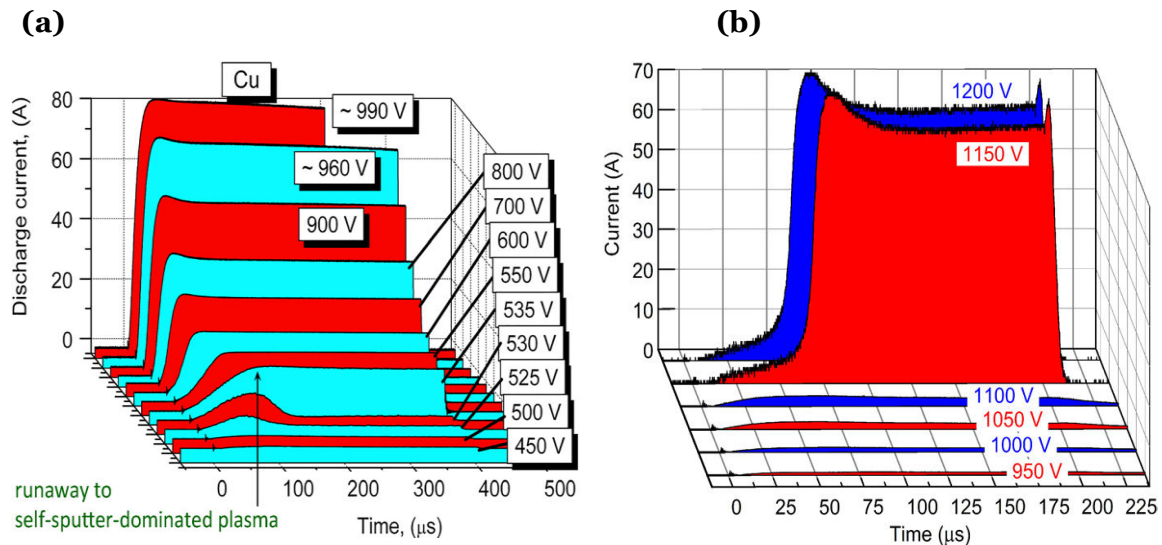 (a)
Cu
~ 990 V
~ 960 V
900 V
800 V
700 V
600 V
550 V
535 V
530 V
525 V
500 V
450 V
Discharge current, (A)
80
60
40
20
0
0 100 200 300 400 500
Time, (μs)
runaway to
self-sputter-dominated plasma
(b)
1200 V
1150 V
1100 V
1050 V
1000 V
950 V
Current (A)
70
60
50
40
30
20
10
0
0 25 50 75 100 125 150 175 200 225
Time (μs)